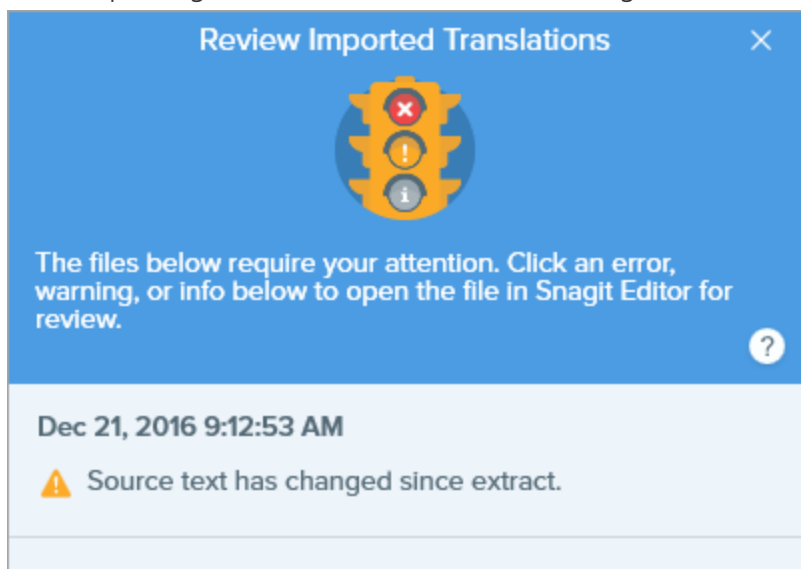 Review Imported Translations
The files below require your attention. Click an error,
warning, or info below to open the file in Snagit Editor for
review.
?
Dec 21, 2016 9:12:53 AM
Source text has changed since extract.